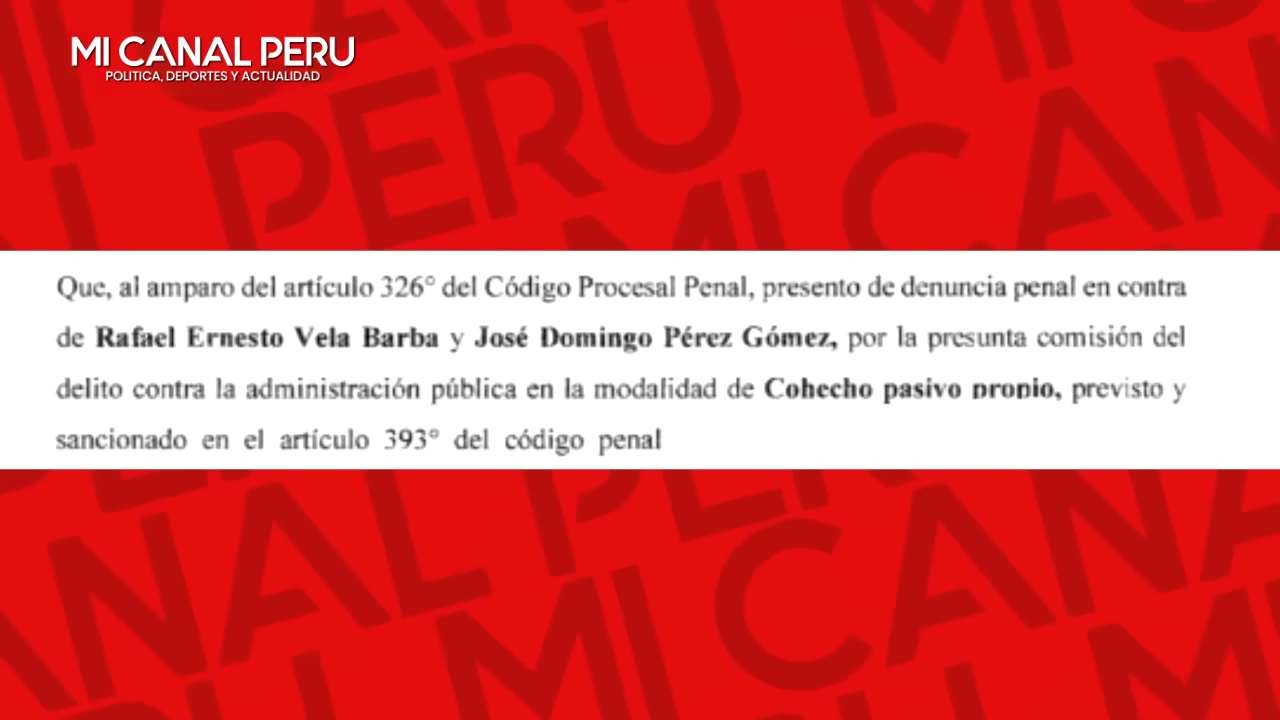 MI CANAL PERU
POLITICA, DEPORTES Y ACTUALIDAD
Que, al amparo del artículo 326° del Código Procesal Penal, presento de denuncia penal en contra
de Rafael Ernesto Vela Barba y José Domingo Pérez Gómez, por la presunta comisión del
delito contra la administración pública en la modalidad de Cohecho pasivo propio, previsto y
sancionado en el artículo 393° del código penal